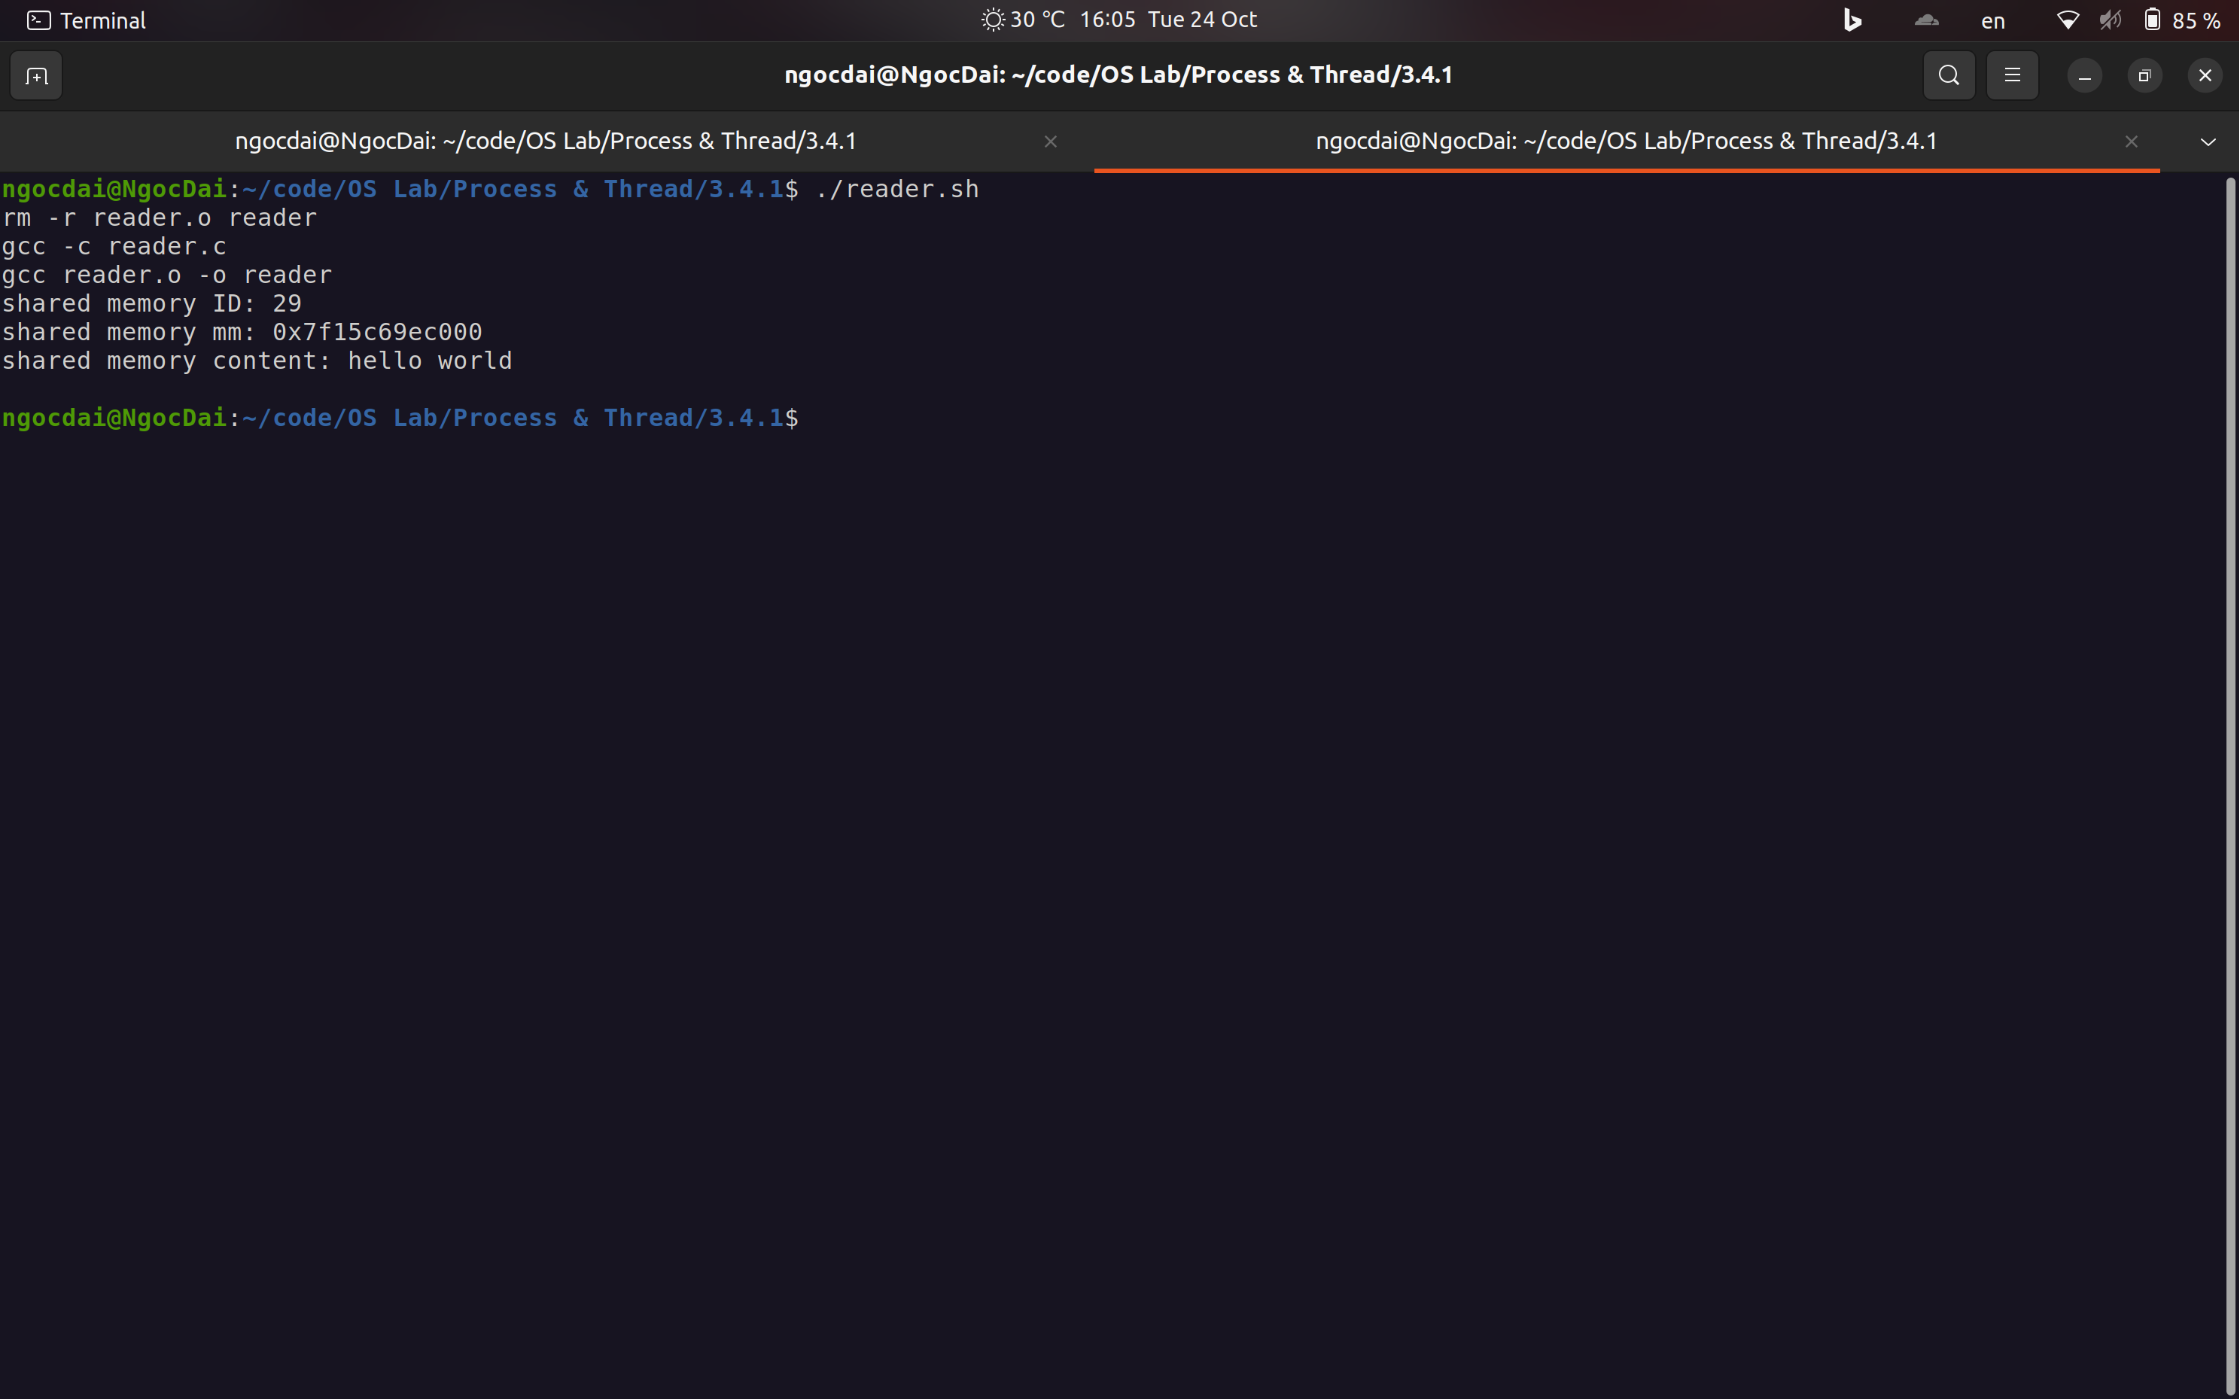 Terminal
30 °C 16:05 Tue 24 Oct
en
85 %
ngocdai@NgocDai: ~/code/OS Lab/Process & Thread/3.4.1
ngocdai@NgocDai: ~/code/OS Lab/Process & Thread/3.4.1
ngocdai@NgocDai: ~/code/OS Lab/Process & Thread/3.4.1
ngocdai@NgocDai:~/code/OS Lab/Process & Thread/3.4.1$ ./reader.sh
rm -r reader.o reader
gcc -c reader.c
gcc reader.o -o reader
shared memory ID: 29
shared memory mm: 0x7f15c69ec000
shared memory content: hello world
ngocdai@NgocDai:~/code/OS Lab/Process & Thread/3.4.1$